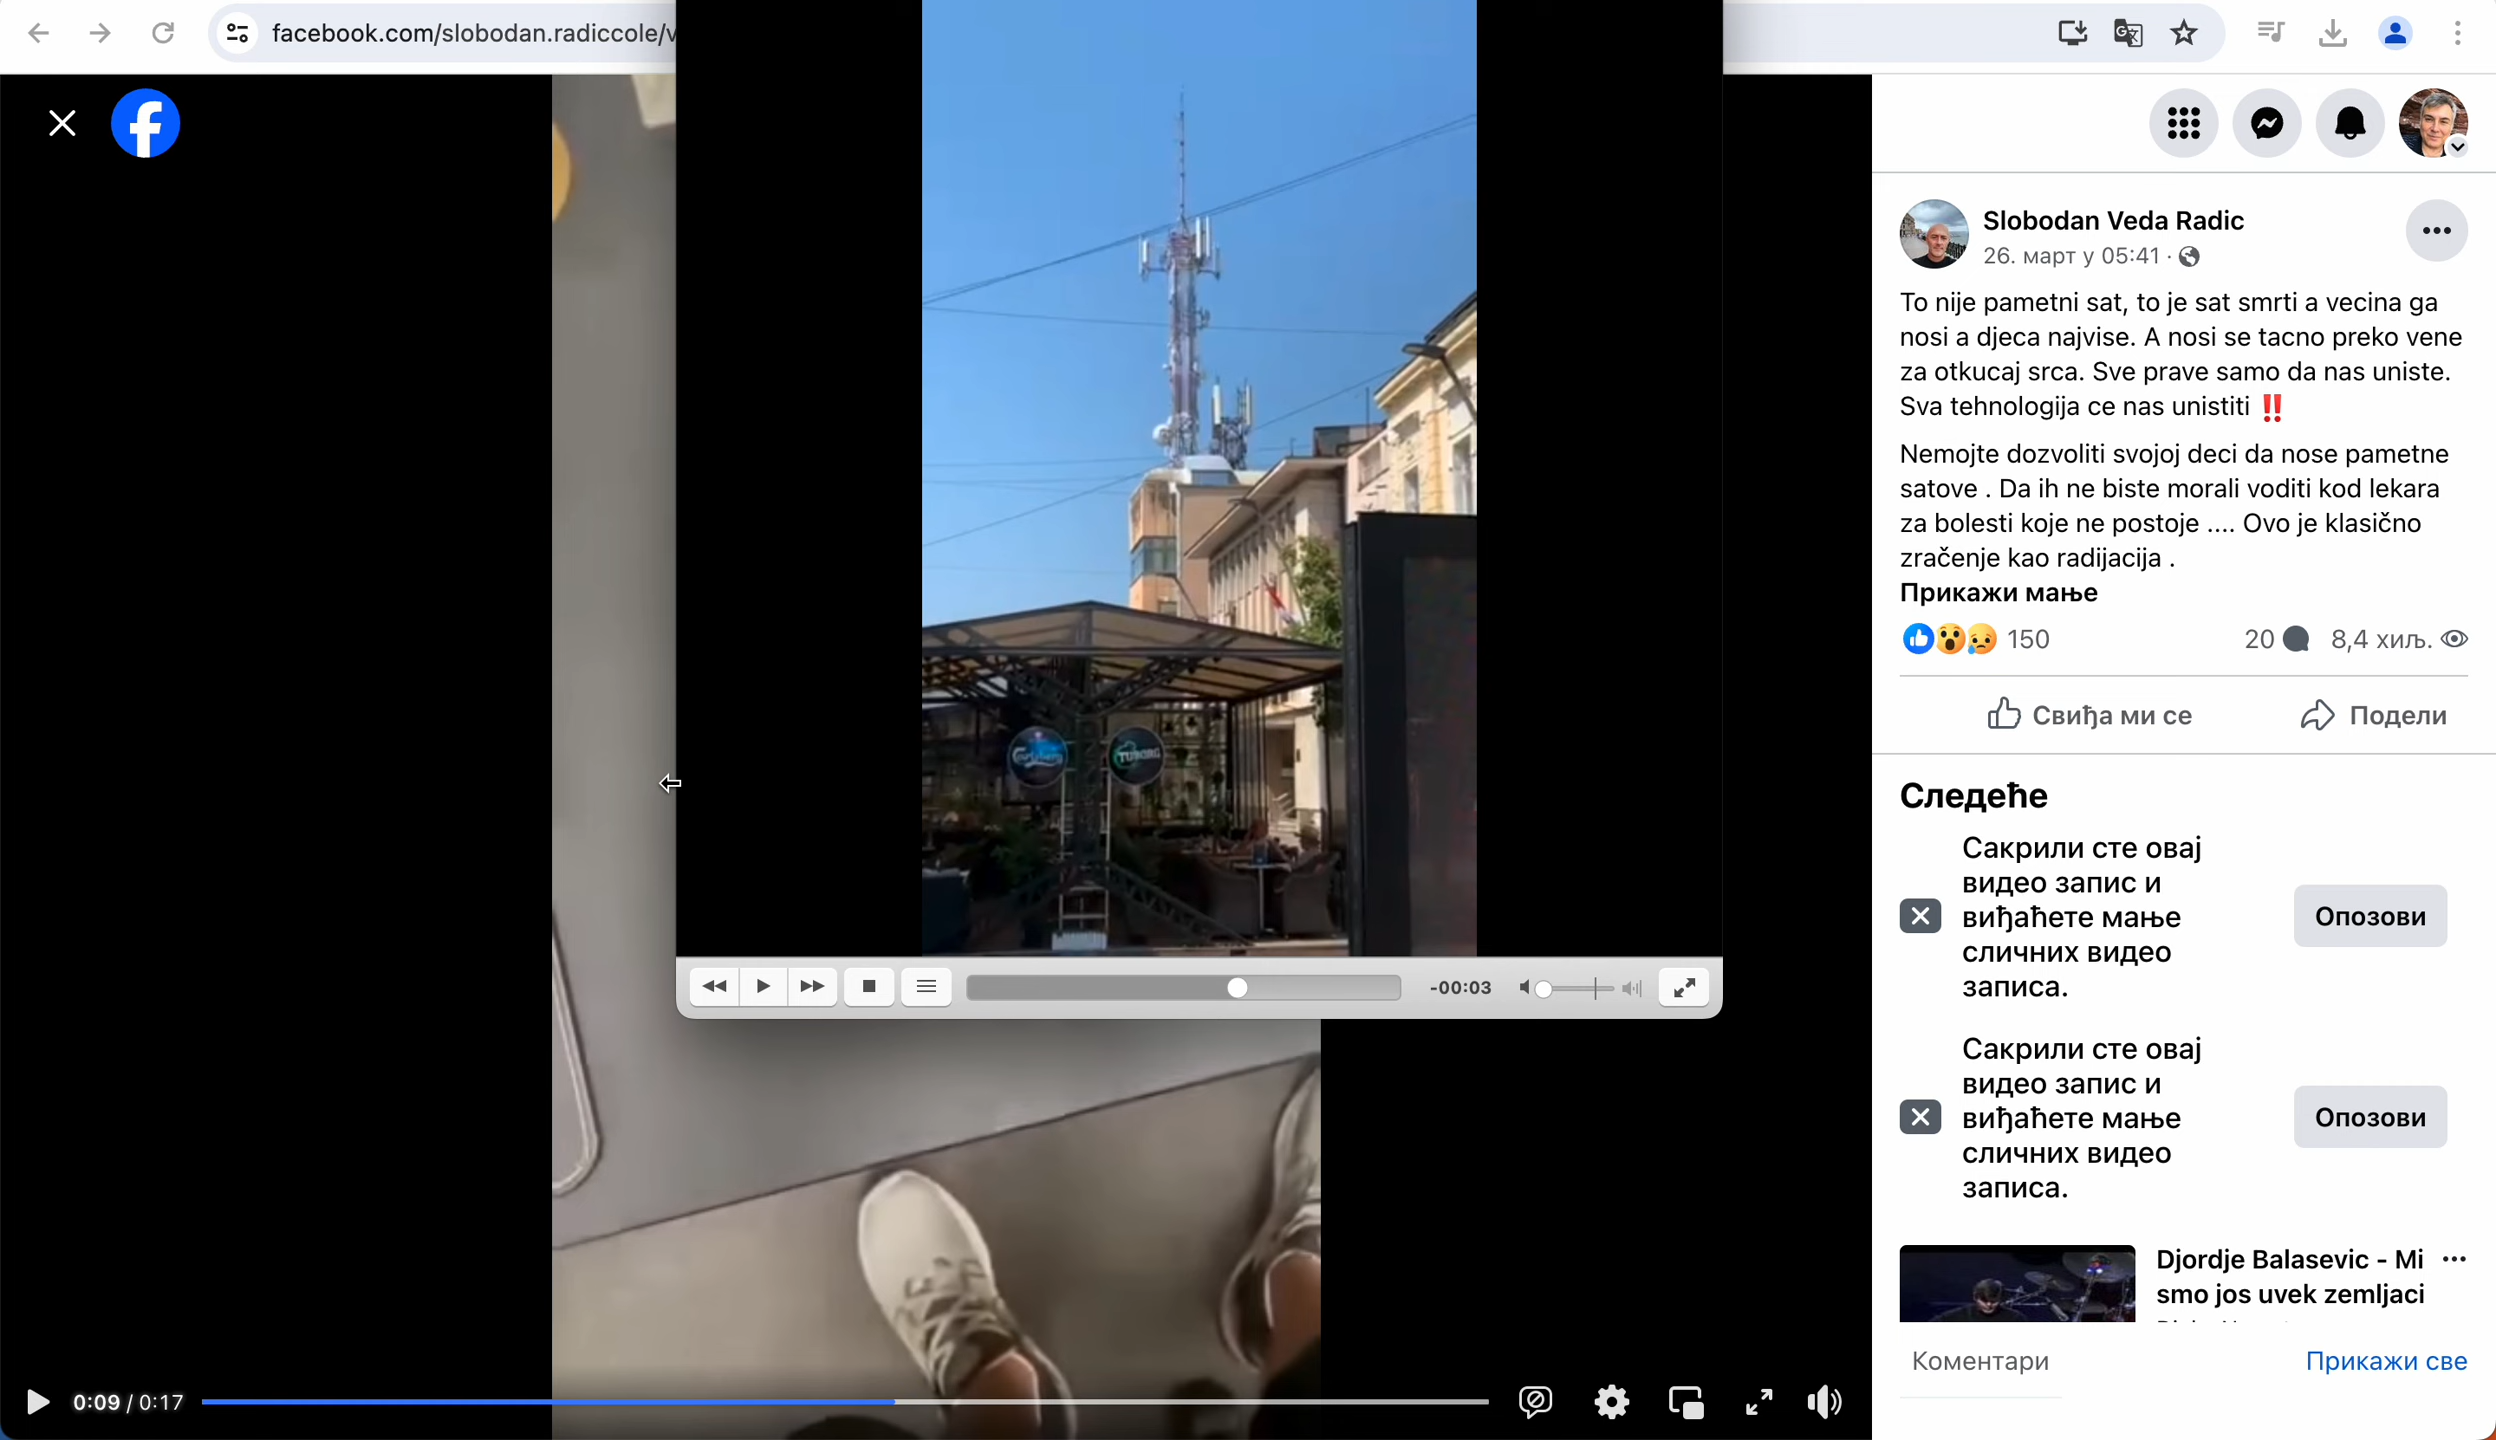 facebook.com/slobodan.radiccole/v
Slobodan Veda Radic
26. март у 05:41 ·
To nije pametni sat, to je sat smrti a vecina ga
nosi a djeca najvise. A nosi se tacno preko vene
za otkucaj srca. Sve prave samo da nas uniste.
Sva tehnologija ce nas unistiti ‼️
Nemojte dozvoliti svojoj deci da nose pametne
satove . Da ih ne biste morali voditi kod lekara
za bolesti koje ne postoje .... Ovo je klasično
zračenje kao radijacija .
Прикажи мање
150
20
8,4 хиљ.
Свиђа ми се
Подели
Следеће
Сакрили сте овај
видео запис и
виђаћете мање
сличних видео
записа.
Опозови
Сакрили сте овај
видео запис и
виђаћете мање
сличних видео
записа.
Опозови
Djordje Balasevic - Mi
smo jos uvek zemljaci
Коментари
Прикажи све
Carlsberg
TUBORG
-00:03
0:09 / 0:17